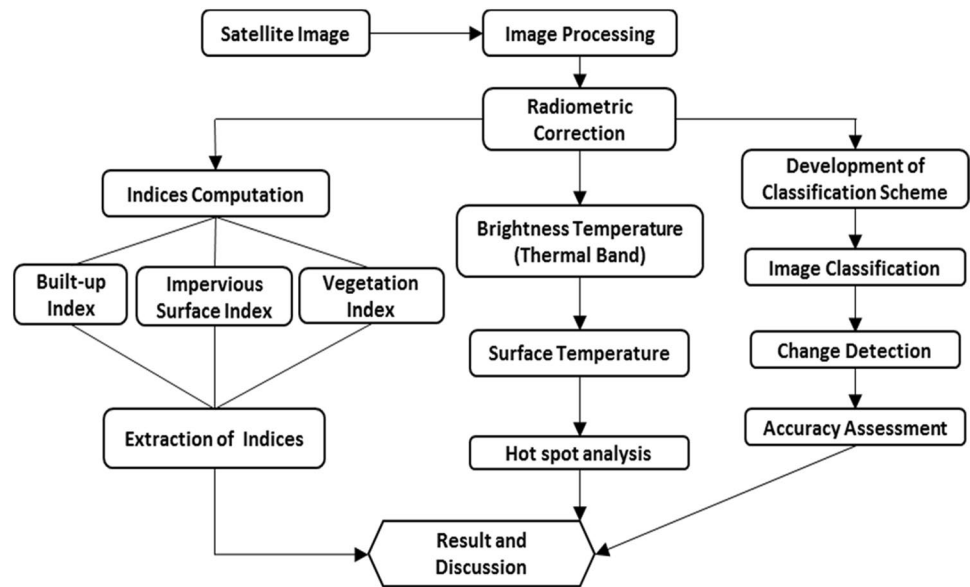 Satellite Image
Image Processing
Radiometric
Correction
Indices Computation
Development of
Classification Scheme
Brightness Temperature
(Thermal Band)
Built-up
Index
Impervious
Surface Index
Vegetation
Index
Image Classification
Surface Temperature
Change Detection
Extraction of Indices
Accuracy Assessment
Hot spot analysis
Result and
Discussion